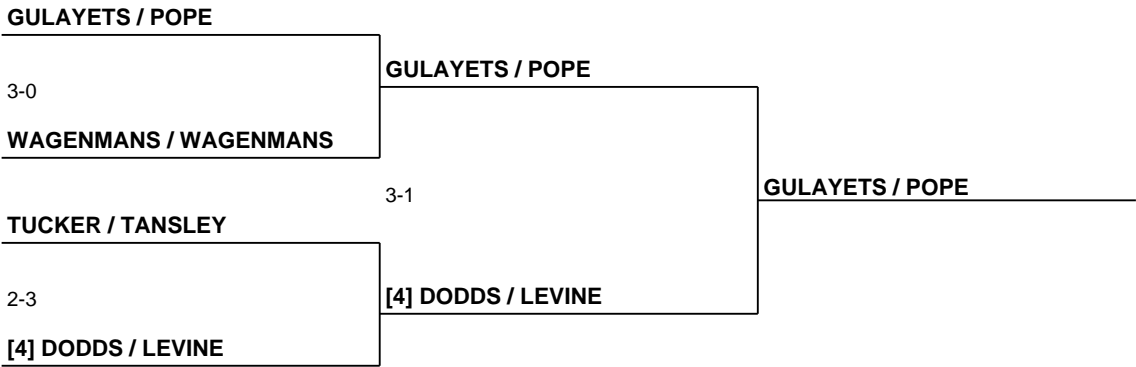 GULAYETS / POPE
GULAYETS / POPE
3-0
WAGENMANS / WAGENMANS
GULAYETS / POPE
3-1
TUCKER / TANSLEY
[4] DODDS / LEVINE
2-3
[4] DODDS / LEVINE